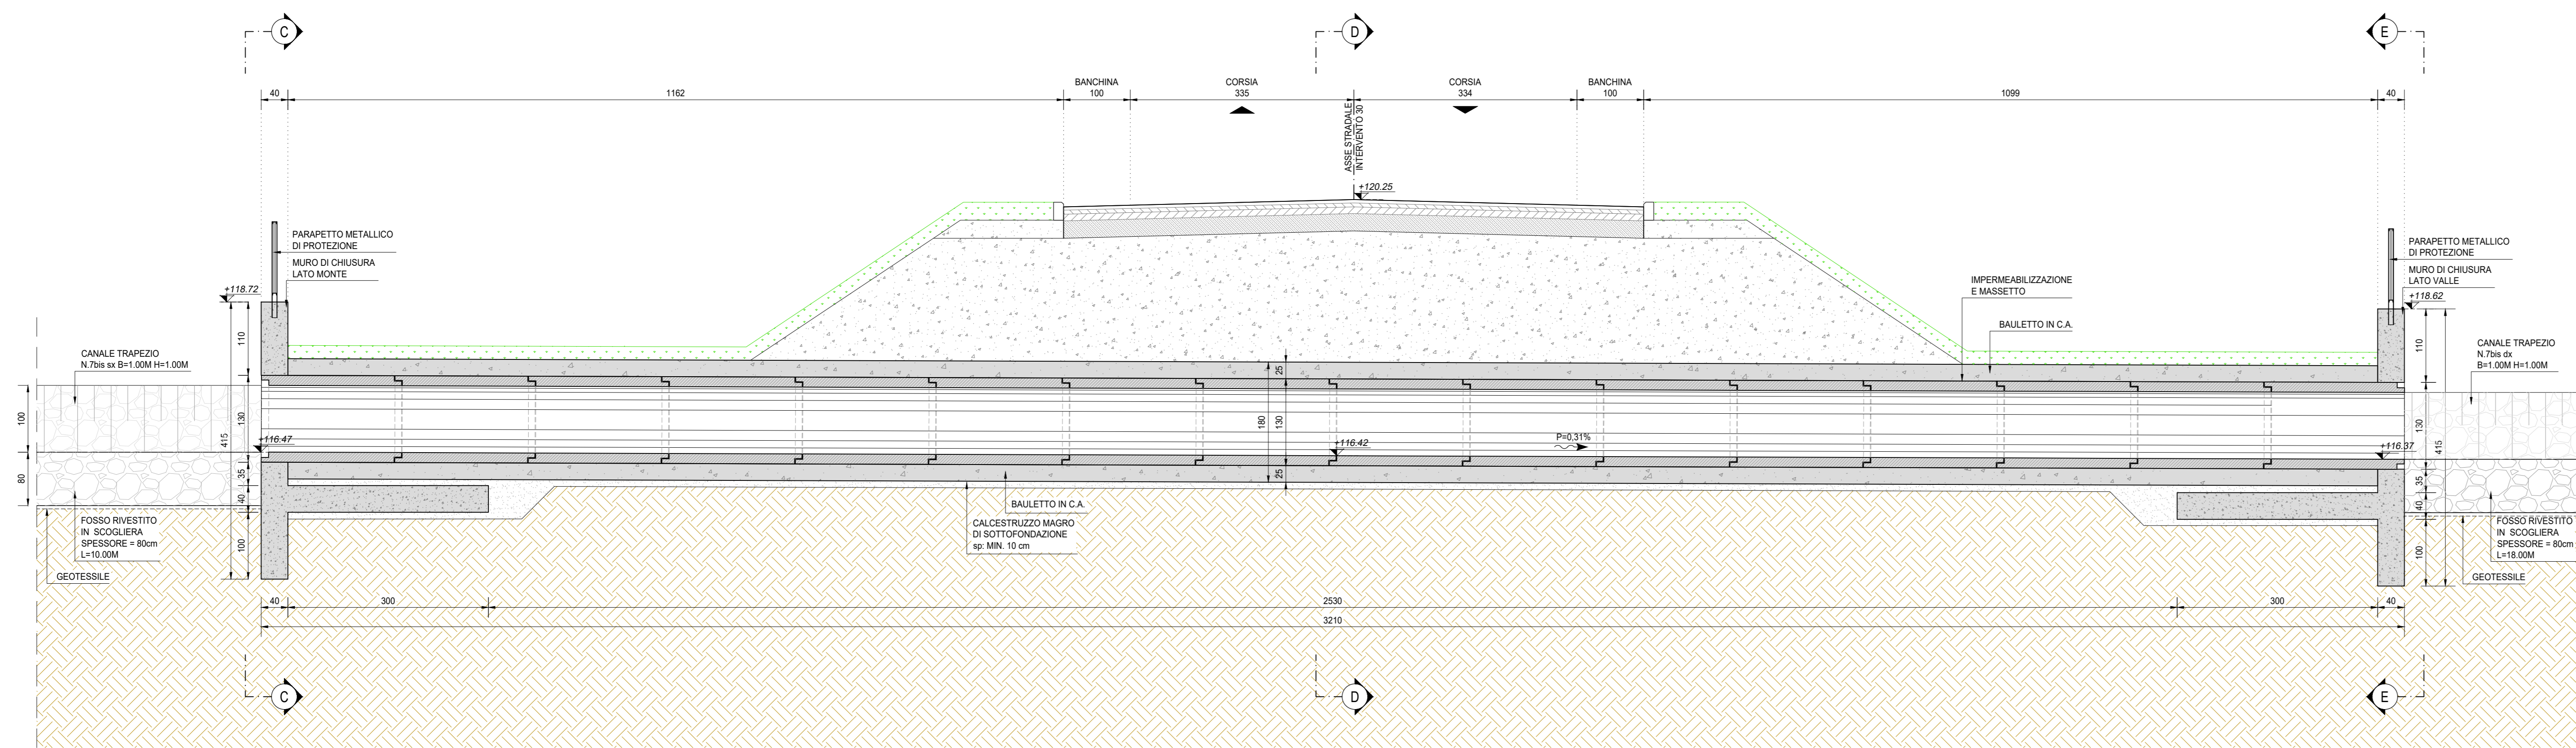 C
D
E
BANCHINA
CORSIA
CORSIA
BANCHINA
40
1162
100
335
334
100
1099
40
ASSE STRADALE
INTERVENTO 30
+120.25
PARAPETTO METALLICO
DI PROTEZIONE
MURO DI CHIUSURA
LATO MONTE
+118.72
PARAPETTO METALLICO
DI PROTEZIONE
MURO DI CHIUSURA
LATO VALLE
+118.62
IMPERMEABILIZZAZIONE
E MASSETTO
BAULETTO IN C.A.
CANALE TRAPEZIO
N.7bis sx B=1.00M H=1.00M
CANALE TRAPEZIO
N.7bis dx
B=1.00M H=1.00M
100
80
415
110
130
35
40
100
+116.47
25
180
130
25
+116.42
P=0,31%
+116.37
110
130
35
40
100
415
BAULETTO IN C.A.
CALCESTRUZZO MAGRO
DI SOTTOFONDAZIONE
sp: MIN. 10 cm
FOSSO RIVESTITO
IN SCOGLIERA
SPESSORE = 80cm
L=10.00M
GEOTESSILE
FOSSO RIVESTITO
IN SCOGLIERA
SPESSORE = 80cm
L=18.00M
GEOTESSILE
40
300
2530
300
40
3210
C
D
E